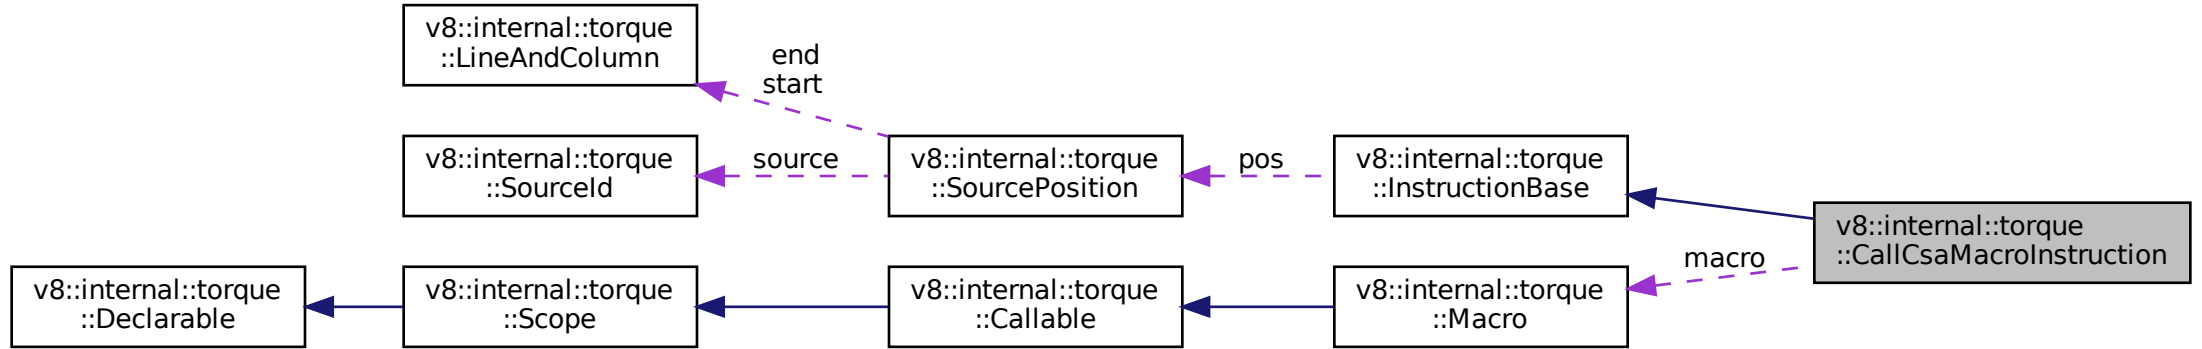 v8::internal::torque
::LineAndColumn
end
start
v8::internal::torque
::SourceId
source
v8::internal::torque
::SourcePosition
pos
v8::internal::torque
::InstructionBase
v8::internal::torque
::CallCsaMacroInstruction
macro
v8::internal::torque
::Declarable
v8::internal::torque
::Scope
v8::internal::torque
::Callable
v8::internal::torque
::Macro